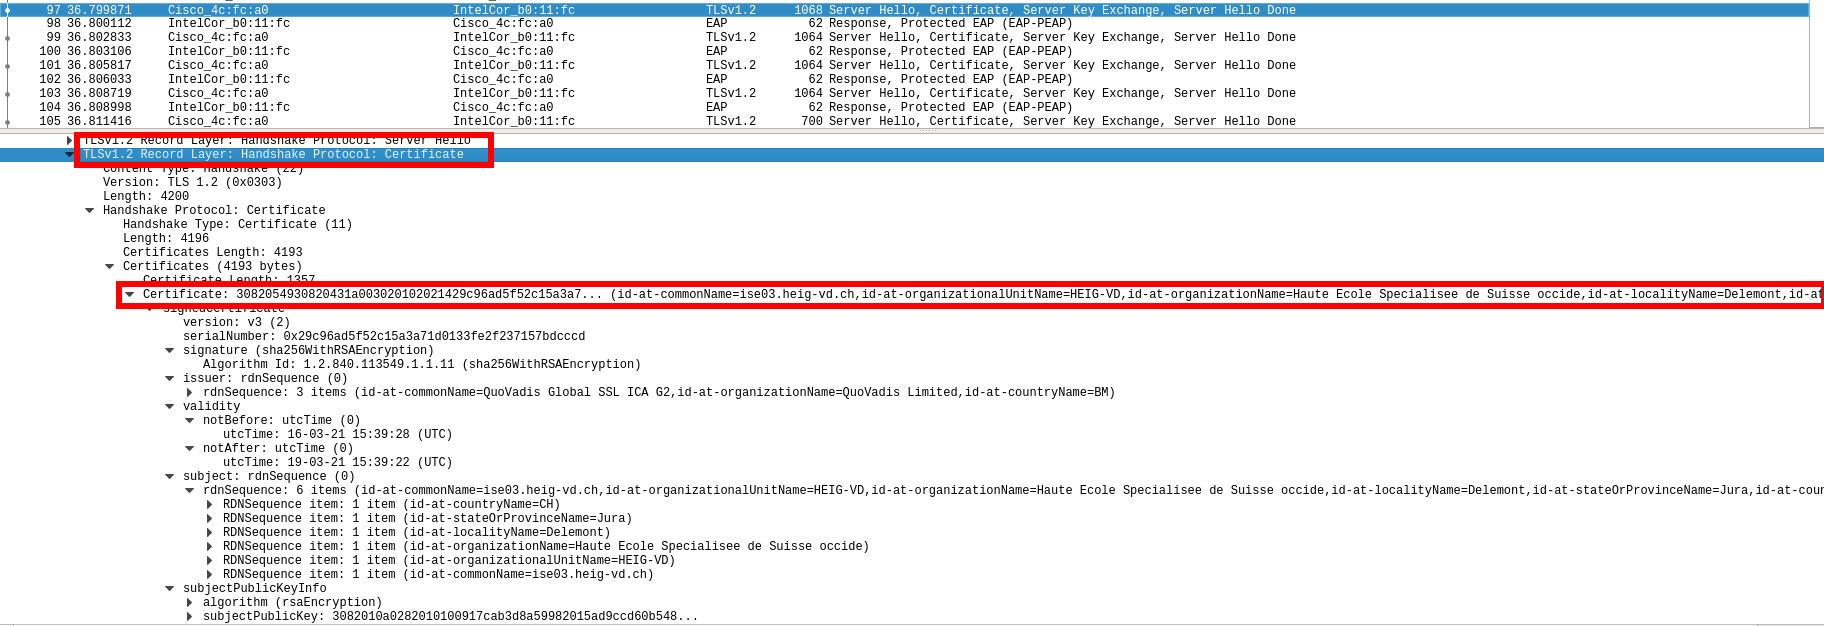 97 36.799871 Cisco_4c:fc:a0 IntelCor_b0:11:fc TLSv1.2 1068 Server Hello, Certificate, Server Key Exchange, Server Hello Done
98 36.800112 IntelCor_b0:11:fc Cisco_4c:fc:a0 EAP 62 Response, Protected EAP (EAP-PEAP)
99 36.802833 Cisco_4c:fc:a0 IntelCor_b0:11:fc TLSv1.2 1064 Server Hello, Certificate, Server Key Exchange, Server Hello Done
100 36.803106 IntelCor_b0:11:fc Cisco_4c:fc:a0 EAP 62 Response, Protected EAP (EAP-PEAP)
101 36.805817 Cisco_4c:fc:a0 IntelCor_b0:11:fc TLSv1.2 1064 Server Hello, Certificate, Server Key Exchange, Server Hello Done
102 36.806033 IntelCor_b0:11:fc Cisco_4c:fc:a0 EAP 62 Response, Protected EAP (EAP-PEAP)
103 36.808719 Cisco_4c:fc:a0 IntelCor_b0:11:fc TLSv1.2 1064 Server Hello, Certificate, Server Key Exchange, Server Hello Done
104 36.808998 IntelCor_b0:11:fc Cisco_4c:fc:a0 EAP 62 Response, Protected EAP (EAP-PEAP)
105 36.811416 Cisco_4c:fc:a0 IntelCor_b0:11:fc TLSv1.2 700 Server Hello, Certificate, Server Key Exchange, Server Hello Done
TLSv1.2 Record Layer: Handshake Protocol: Server Hello
TLSv1.2 Record Layer: Handshake Protocol: Certificate
Content Type: Handshake (22)
Version: TLS 1.2 (0x0303)
Length: 4200
Handshake Protocol: Certificate
Handshake Type: Certificate (11)
Length: 4196
Certificates Length: 4193
Certificates (4193 bytes)
Certificate Length: 1357
Certificate: 3082054930820431a003020102021429c96ad5f52c15a3a7... (id-at-commonName=ise03.heig-vd.ch,id-at-organizationalUnitName=HEIG-VD,id-at-organizationName=Haute Ecole Specialisee de Suisse occide,id-at-localityName=Delemont,id-at
signedCertificate
version: v3 (2)
serialNumber: 0x29c96ad5f52c15a3a71d0133fe2f237157bdcccd
signature (sha256WithRSAEncryption)
Algorithm Id: 1.2.840.113549.1.1.11 (sha256WithRSAEncryption)
issuer: rdnSequence (0)
rdnSequence: 3 items (id-at-commonName=QuoVadis Global SSL ICA G2,id-at-organizationName=QuoVadis Limited,id-at-countryName=BM)
validity
notBefore: utcTime (0)
utcTime: 16-03-21 15:39:28 (UTC)
notAfter: utcTime (0)
utcTime: 19-03-21 15:39:22 (UTC)
subject: rdnSequence (0)
rdnSequence: 6 items (id-at-commonName=ise03.heig-vd.ch,id-at-organizationalUnitName=HEIG-VD,id-at-organizationName=Haute Ecole Specialisee de Suisse occide,id-at-localityName=Delemont,id-at-stateOrProvinceName=Jura,id-at-cour
RDNSequence item: 1 item (id-at-countryName=CH)
RDNSequence item: 1 item (id-at-stateOrProvinceName=Jura)
RDNSequence item: 1 item (id-at-localityName=Delemont)
RDNSequence item: 1 item (id-at-organizationName=Haute Ecole Specialisee de Suisse occide)
RDNSequence item: 1 item (id-at-organizationalUnitName=HEIG-VD)
RDNSequence item: 1 item (id-at-commonName=ise03.heig-vd.ch)
subjectPublicKeyInfo
algorithm (rsaEncryption)
subjectPublicKey: 3082010a0282010100917cab3d8a59982015ad9ccd60b548...